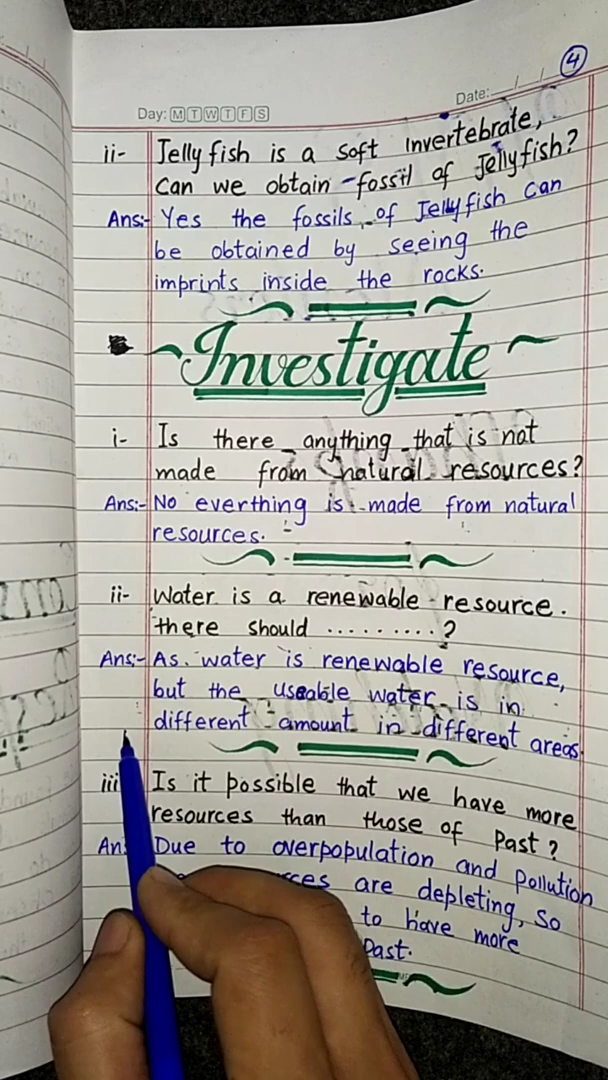 4
Day: M T W T F S
Date: __/ /
ii- Jellyfish is a soft invertebrate,
Can we obtain fossil of Jellyfish?
Ans:- Yes the fossils of Jellyfish can
be obtained by seeing the
imprints inside the rocks.
Investigate
i- Is there anything that is not
made from natural resources?
Ans:- No everthing is made from natural
resources.
ii- Water is a renewable resource.
there should ..........?
Ans:- As water is renewable resource,
but the useable water is in
different amount in different areas.
iii Is it possible that we have more
resources than those of Past?
An Due to overpopulation and pollution
ces are depleting, so
to have more
Past.